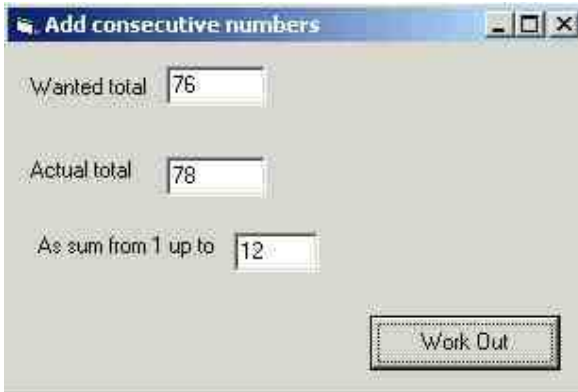 Add consecutive numbers
Wanted total 76
Actual total 78
As sum from 1 up to 12
Work Out